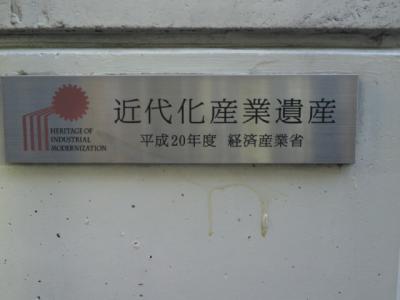 近代化産業遺産
平成20年度 経済産業省
HERITAGE OF
INDUSTRIAL
MODERNIZATION